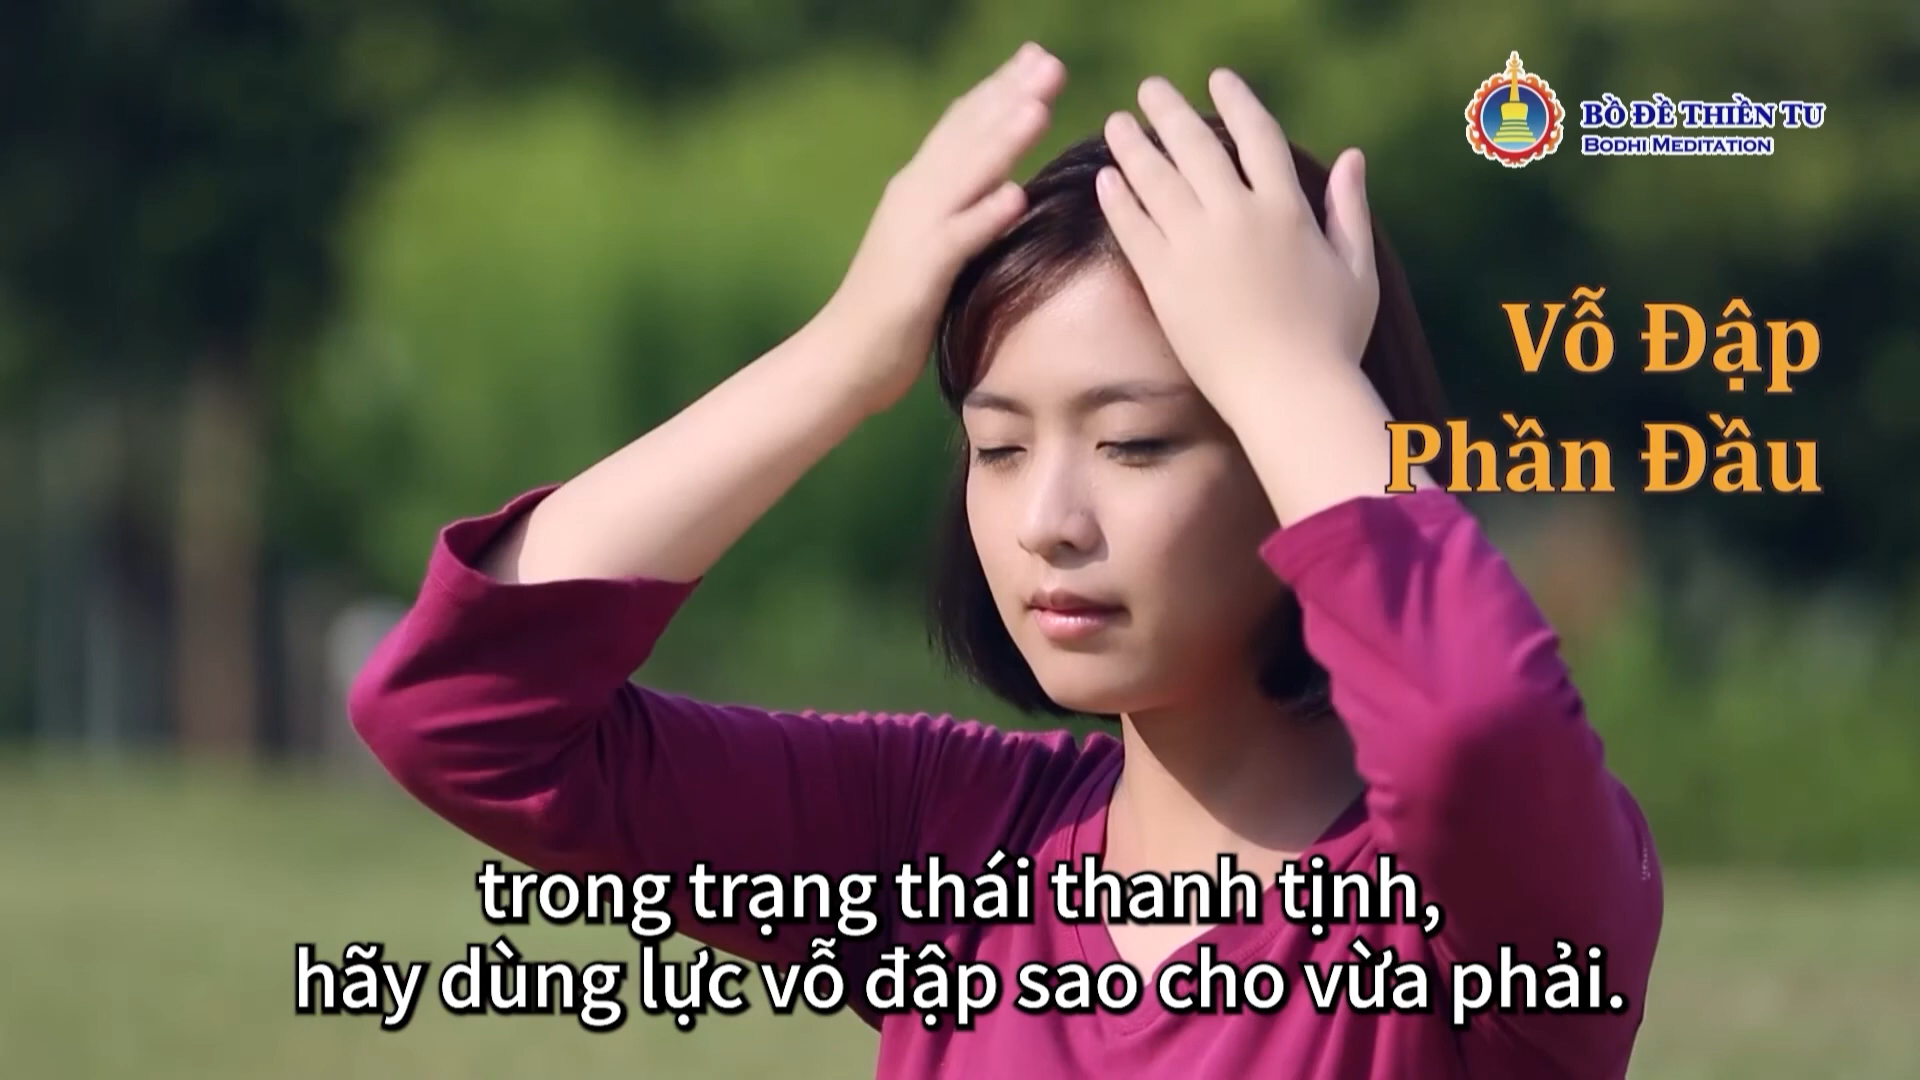 BỒ ĐỀ THIỀN TU
BODHI MEDITATION
Vỗ Đập
Phần Đầu
trong trạng thái thanh tịnh,
hãy dùng lực vỗ đập sao cho vừa phải.